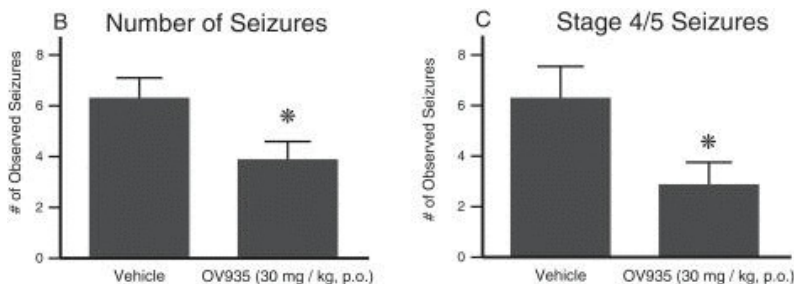 B Number of Seizures
# of Observed Seizures
8
6
4
2
0
*
Vehicle OV935 (30 mg / kg, p.o.)
C Stage 4/5 Seizures
# of Observed Seizures
8
6
4
2
0
*
Vehicle OV935 (30 mg / kg, p.o.)